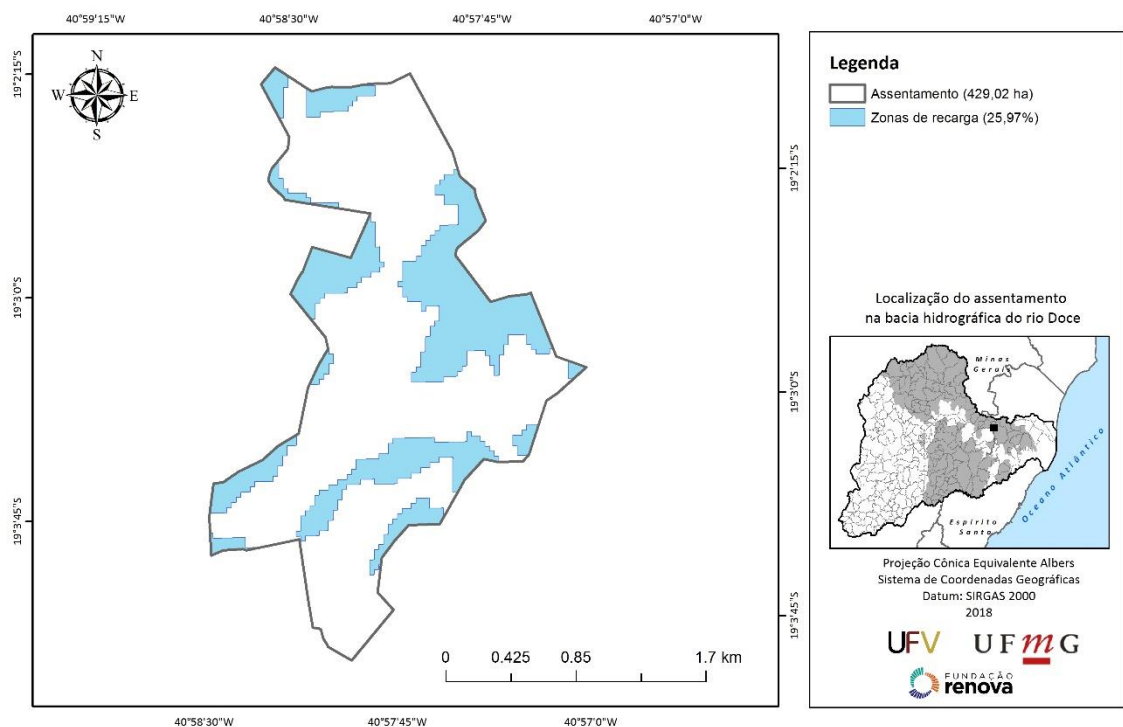 40°59'15"W
40°58'30"W
40°57'45"W
40°57'0"W
19°2'15"S
19°3'0"S
19°3'45"S
N
W
E
S
19°2'15"S
19°3'0"S
19°3'45"S
0
0.425
0.85
1.7 km
40°58'30"W
40°57'45"W
40°57'0"W
Legenda
Assentamento (429,02 ha)
Zonas de recarga (25,97%)
Localização do assentamento
na bacia hidrográfica do rio Doce
Minas
Gerais
Espírito
Santo
Oceano Atlântico
Projeção Cônica Equivalente Albers
Sistema de Coordenadas Geográficas
Datum: SIRGAS 2000
2018
UFV
UFmG
FUNDAÇÃO
renova